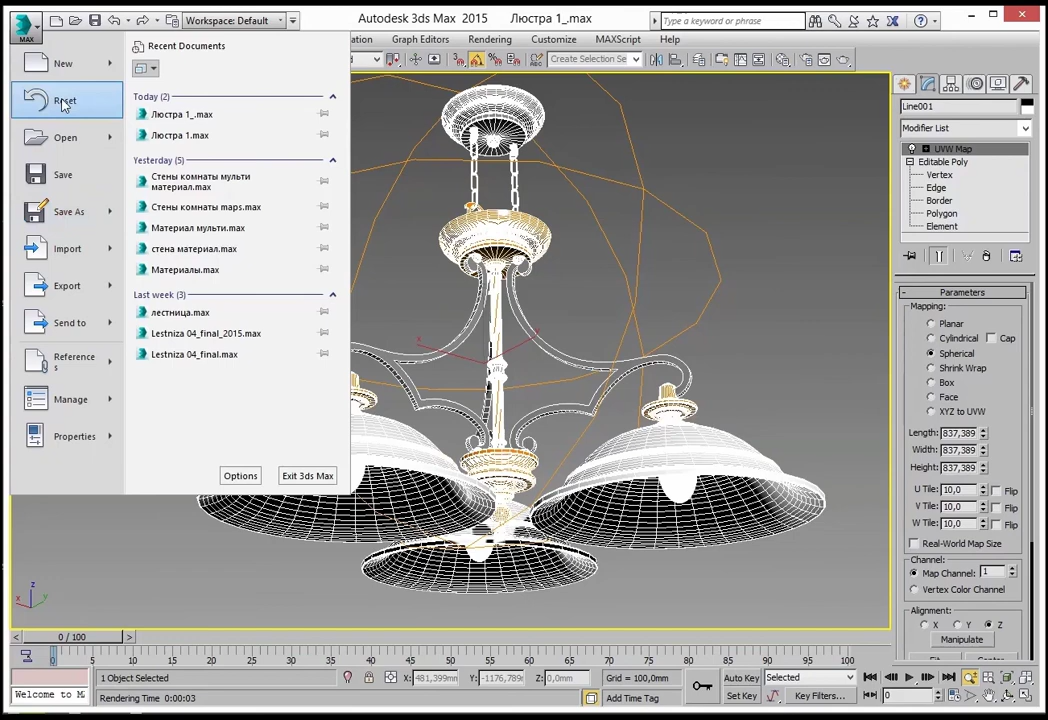 MAX
Workspace: Default
Autodesk 3ds Max 2015 Люстра 1_.max
Type a keyword or phrase
ation Graph Editors Rendering Customize MAXScript Help
Create Selection Se
New
Reset
Open
Save
Save As
Import
Export
Send to
Reference
s
Manage
Properties
Recent Documents
Today (2)
Люстра 1_.max
Люстра 1.max
Yesterday (5)
Стены комнаты мульти
материал.max
Стены комнаты maps.max
Материал мульти.max
стена материал.max
Материалы.max
Last week (3)
лестница.max
Lestniza 04_final_2015.max
Lestniza 04_final.max
Options Exit 3ds Max
Line001
Modifier List
UVW Map
Editable Poly
Vertex
Edge
Border
Polygon
Element
- Parameters
Mapping:
Planar
Cylindrical Cap
Spherical
Shrink Wrap
Box
Face
XYZ to UVW
Length: 837,389
Width: 837,389
Height: 837,389
U Tile: 10,0 Flip
V Tile: 10,0 Flip
W Tile: 10,0 Flip
Real-World Map Size
Channel:
Map Channel: 1
Vertex Color Channel
Alignment:
X Y Z
Manipulate
x y
z
x y
< 0 / 100 >
0 5 10 15 20 25 30 35 40 45 50 55 60 65 70 75 80 85 90 95 100
1 Object Selected X: 481,399m Y: -1176,789 Z: 0,0mm Grid = 100,0mm Auto Key Selected
Welcome to M Rendering Time 0:00:03 Add Time Tag Set Key Key Filters... 0